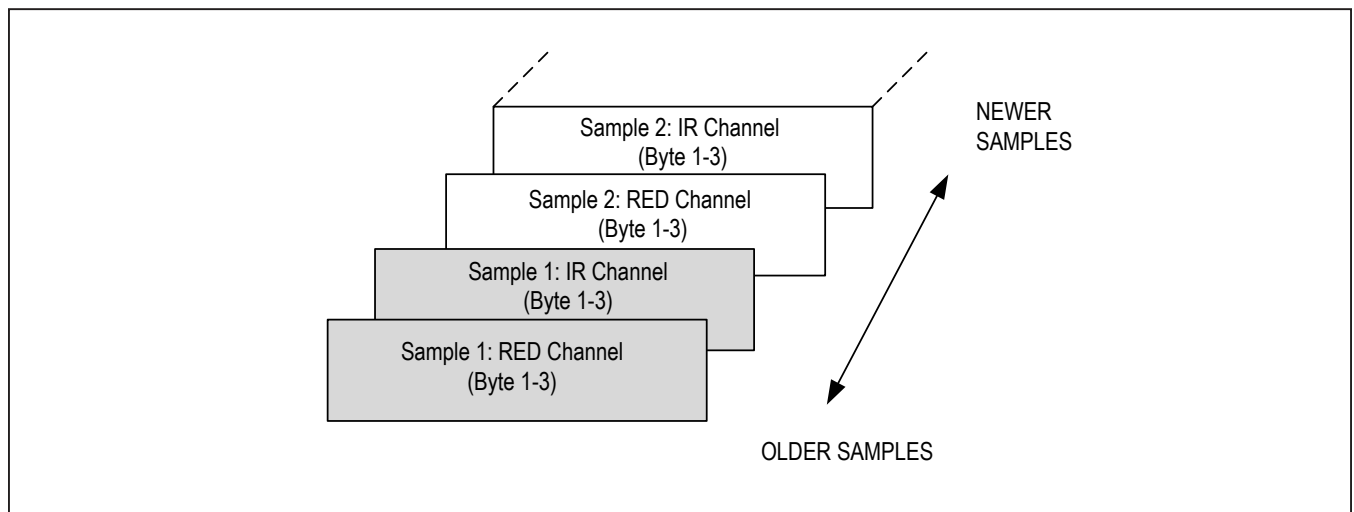 Sample 2: IR Channel
(Byte 1-3)
NEWER
SAMPLES
Sample 2: RED Channel
(Byte 1-3)
Sample 1: IR Channel
(Byte 1-3)
Sample 1: RED Channel
(Byte 1-3)
OLDER SAMPLES